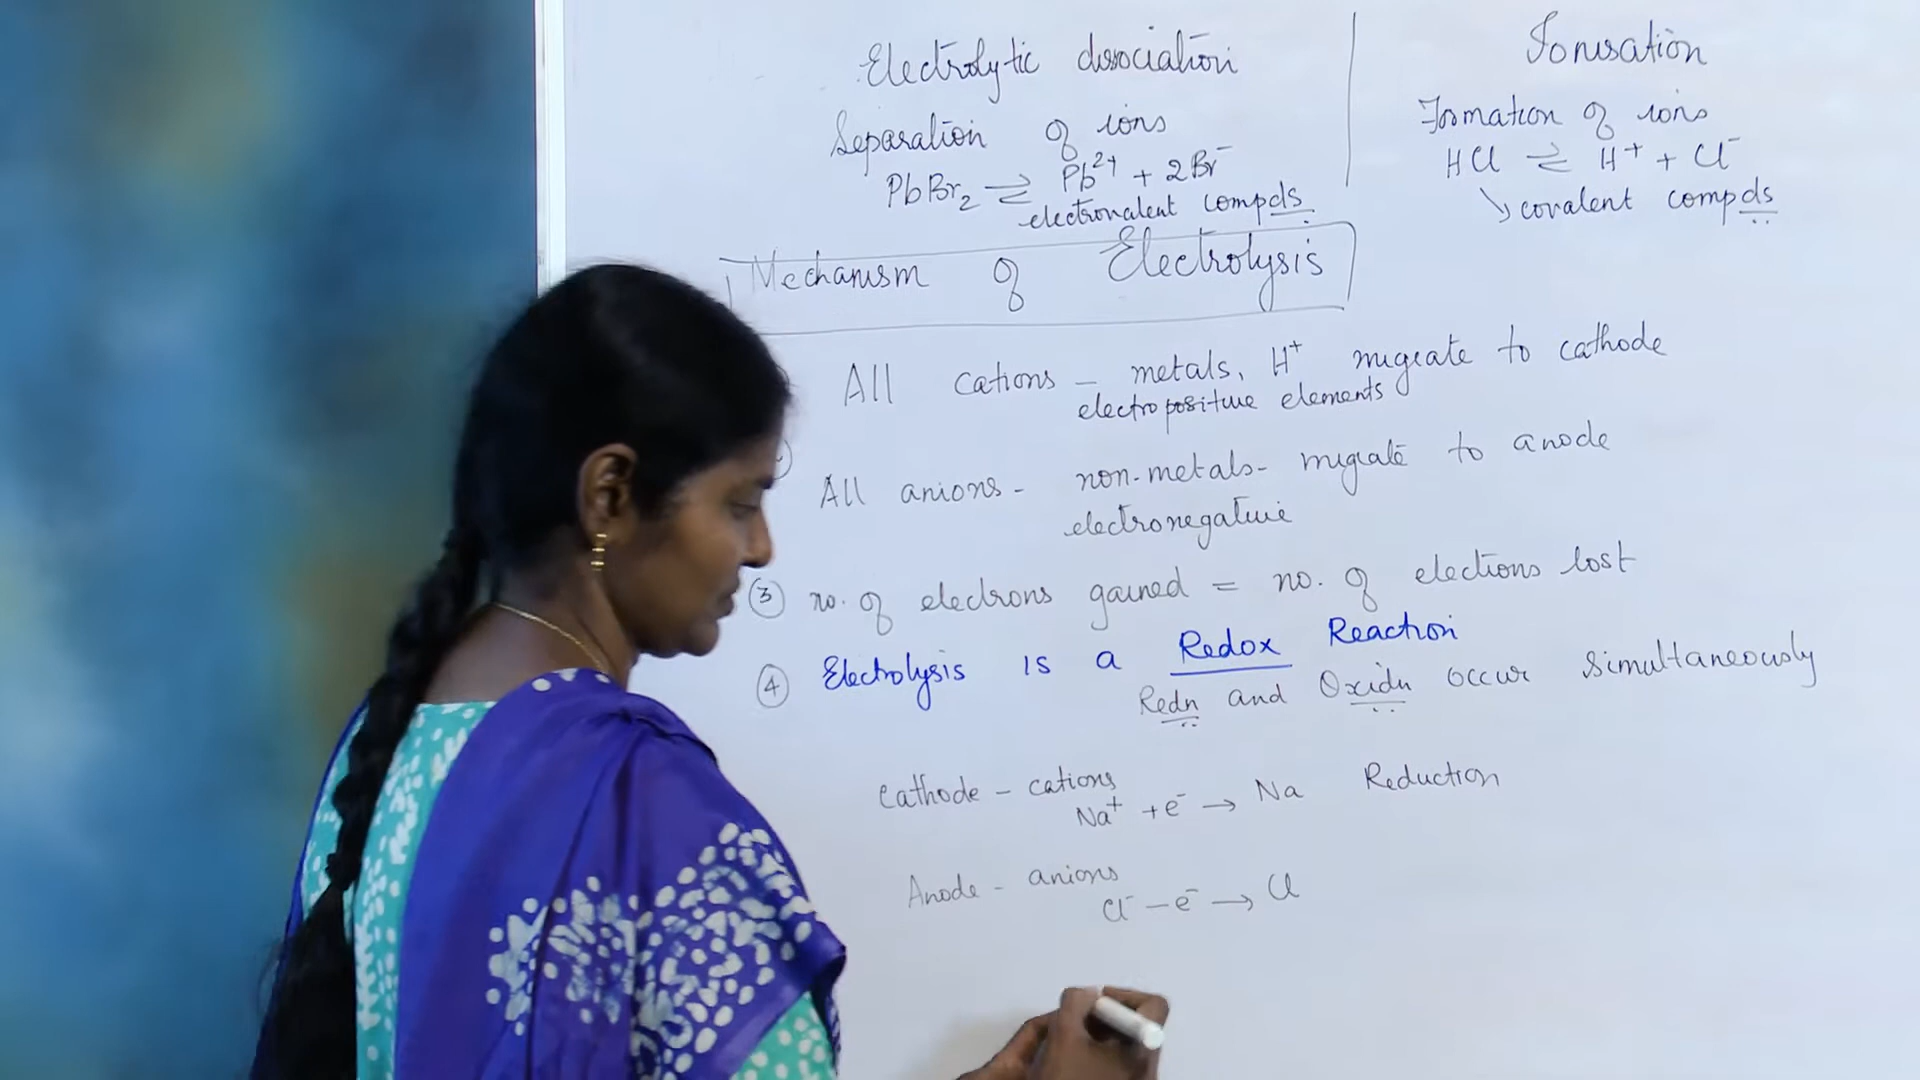 Electrolytic dissociation
Separation of ions
PbBr₂ ⇌ Pb²⁺ + 2Br⁻
electrovalent compds
Ionisation
Formation of ions
HCl ⇌ H⁺ + Cl⁻
↘ covalent compds
Mechanism of Electrolysis
All cations – metals, H⁺ migrate to cathode
electropositive elements
All anions - non-metals - migrate to anode
electronegative
③ no. of electrons gained = no. of electrons lost
④ Electrolysis is a Redox Reaction
Redn and Oxidn occur simultaneously
Cathode – cations
Na⁺ + e⁻ → Na Reduction
Anode - anions
Cl⁻ – e⁻ → Cl